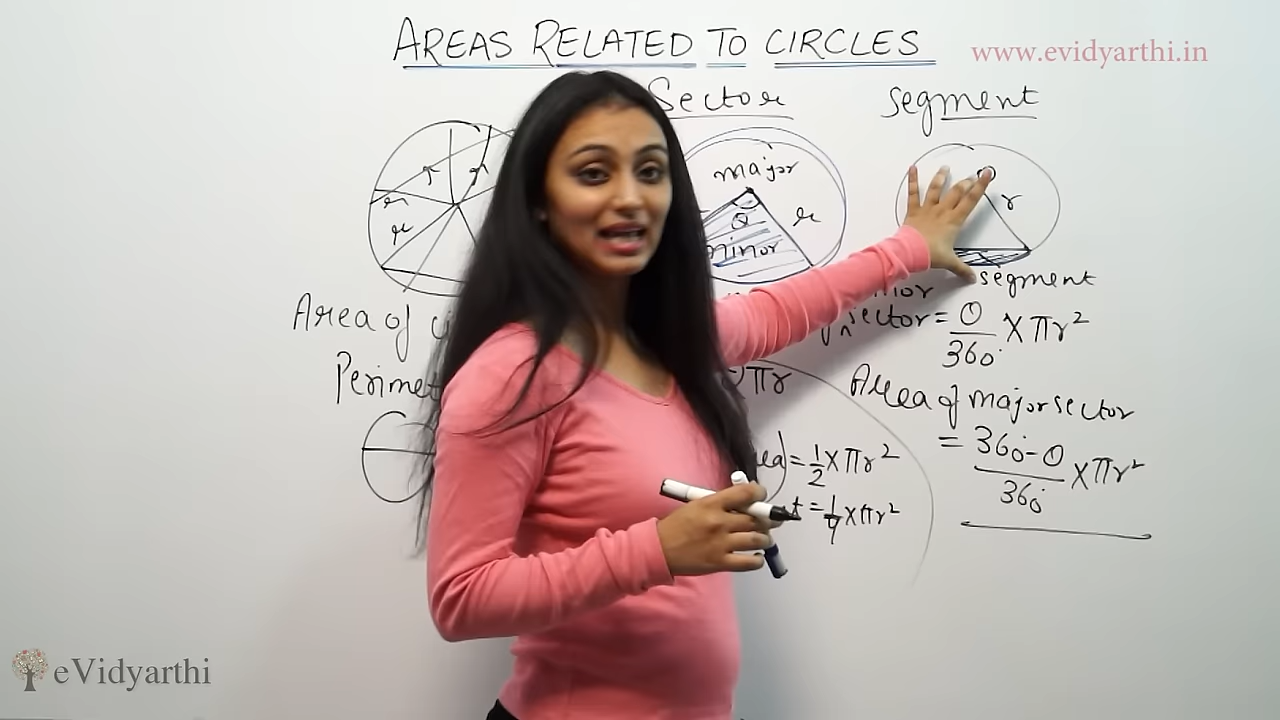 AREAS RELATED TO CIRCLES
www.evidyarthi.in
Sector
segment
r
r
r
r
major
θ
minor
r
O
r
segment
Area of
sector = θ/360° × πr²
Perimet
πr
Area of major sector
= 360° - θ/360° × πr²
= 1/2 × πr²
= 1/4 × πr²
eVidyarthi